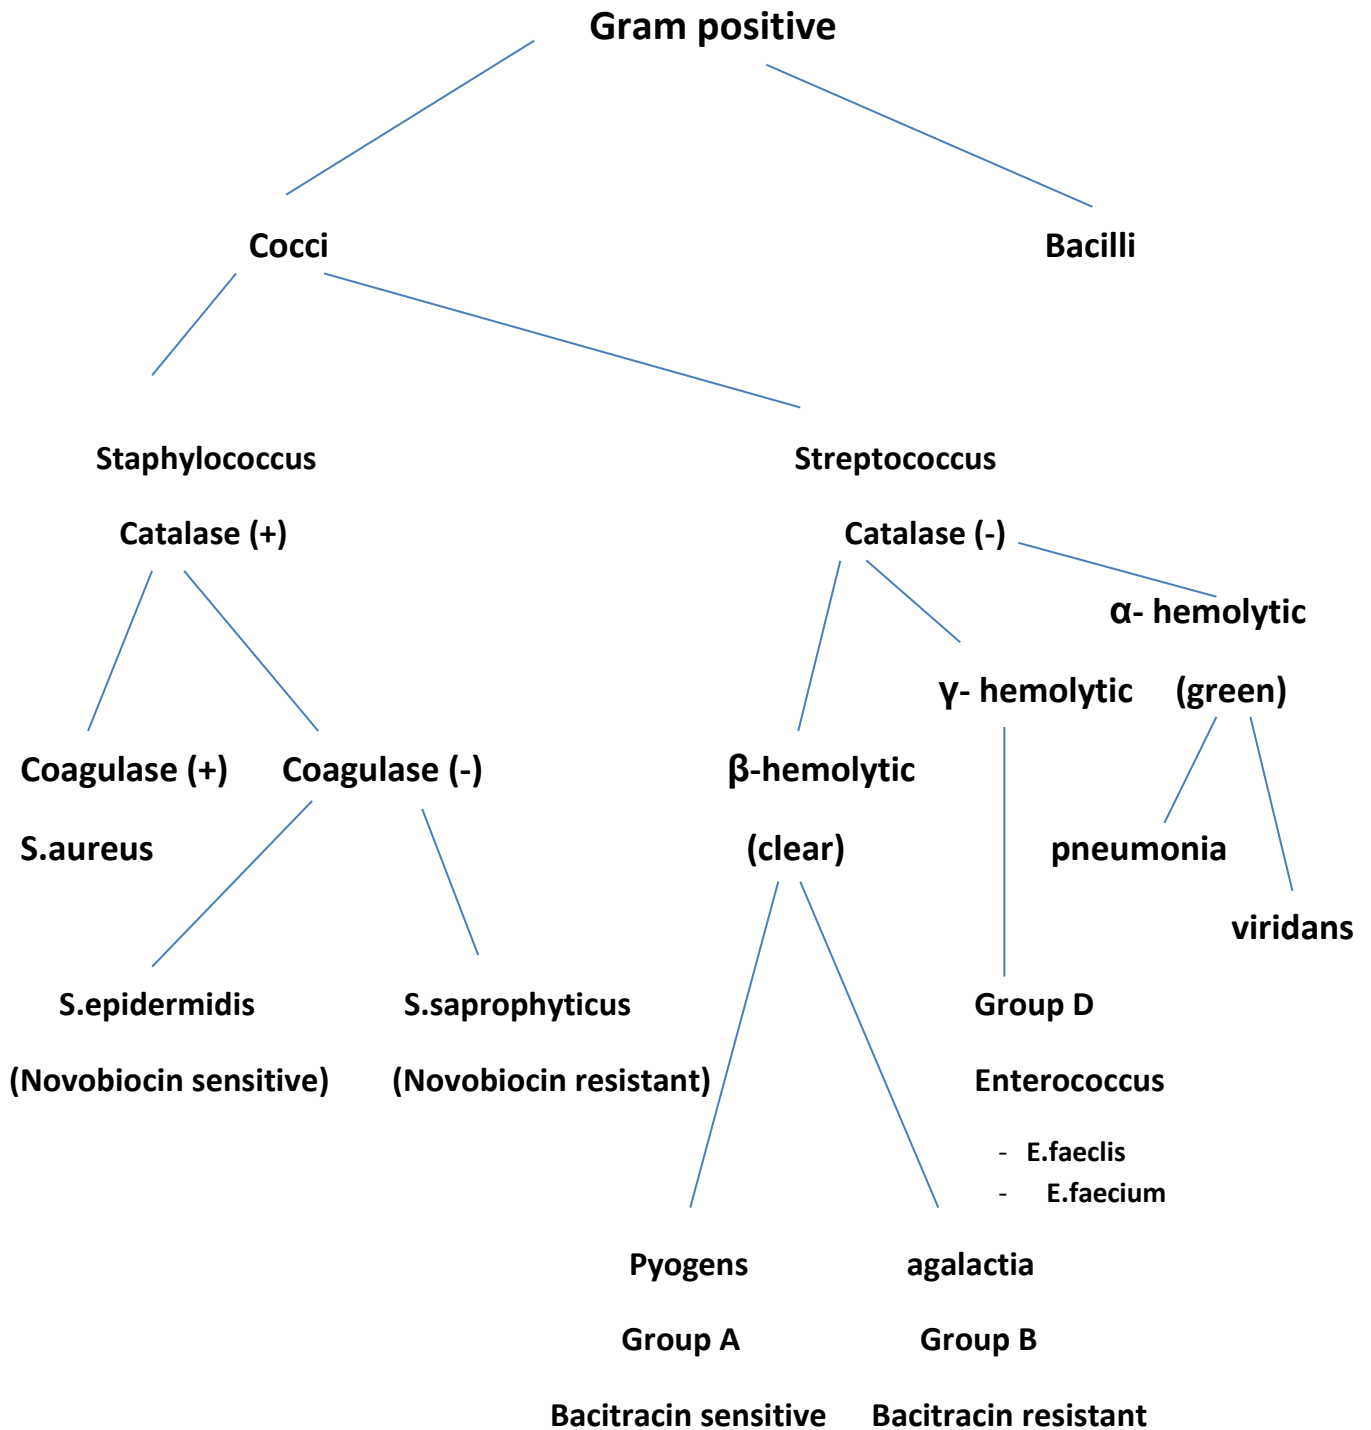 Gram positive
Cocci
Bacilli
Staphylococcus
Streptococcus
Catalase (+)
Catalase (-)
α- hemolytic
γ- hemolytic
(green)
Coagulase (+)
Coagulase (-)
β-hemolytic
S.aureus
(clear)
pneumonia
viridans
S.epidermidis
S.saprophyticus
Group D
(Novobiocin sensitive)
(Novobiocin resistant)
Enterococcus
- E.faeclis
- E.faecium
Pyogens
agalactia
Group A
Group B
Bacitracin sensitive
Bacitracin resistant